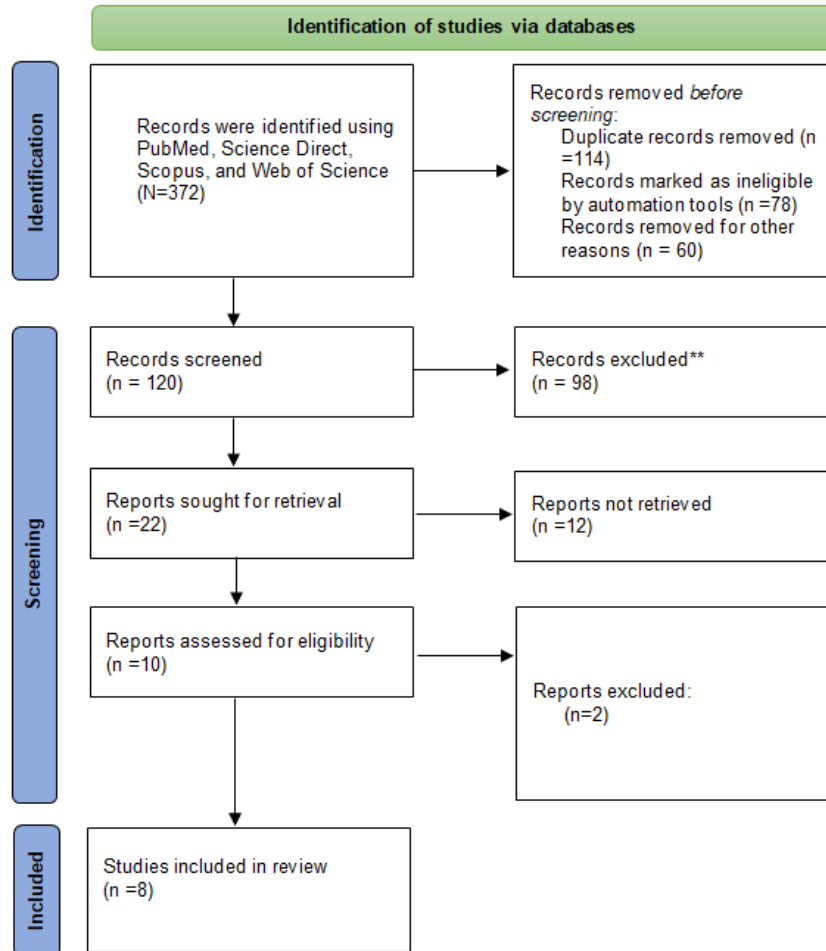 Identification of studies via databases
Identification
Records were identified using
PubMed, Science Direct,
Scopus, and Web of Science
(N=372)
Records removed before
screening:
Duplicate records removed (n
=114)
Records marked as ineligible
by automation tools (n =78)
Records removed for other
reasons (n = 60)
Screening
Records screened
(n = 120)
Records excluded**
(n = 98)
Reports sought for retrieval
(n =22)
Reports not retrieved
(n =12)
Reports assessed for eligibility
(n =10)
Reports excluded:
(n=2)
Included
Studies included in review
(n =8)